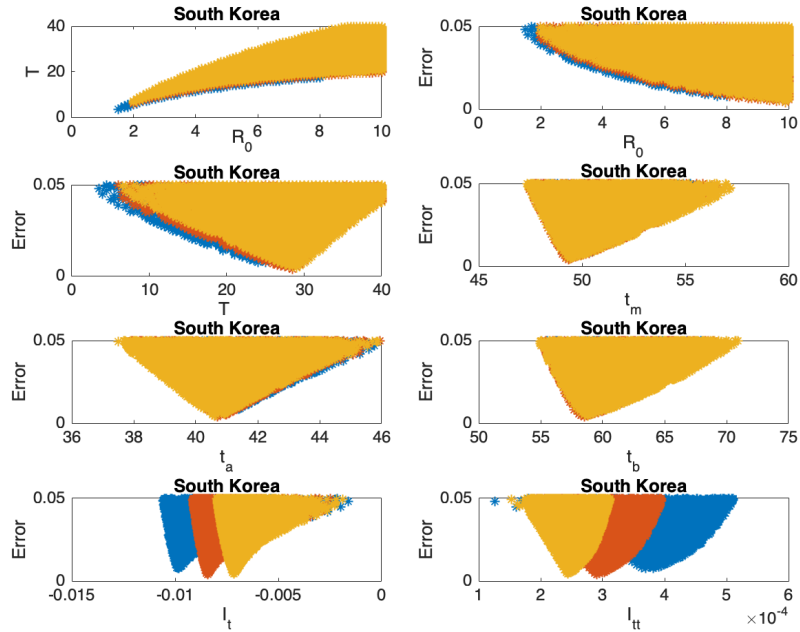 South Korea
40
20
0
T
0 2 4 6 8 10
R0
South Korea
0.05
0
Error
0 2 4 6 8 10
R0
South Korea
0.05
0
Error
0 10 20 30 40
T
South Korea
0.05
0
Error
45 50 55 60
tm
South Korea
0.05
0
Error
36 38 40 42 44 46
ta
South Korea
0.05
0
Error
50 55 60 65 70 75
tb
South Korea
0.05
0
Error
-0.015 -0.01 -0.005 0
It
South Korea
0.05
0
Error
1 2 3 4 5 6
Itt
×10-4